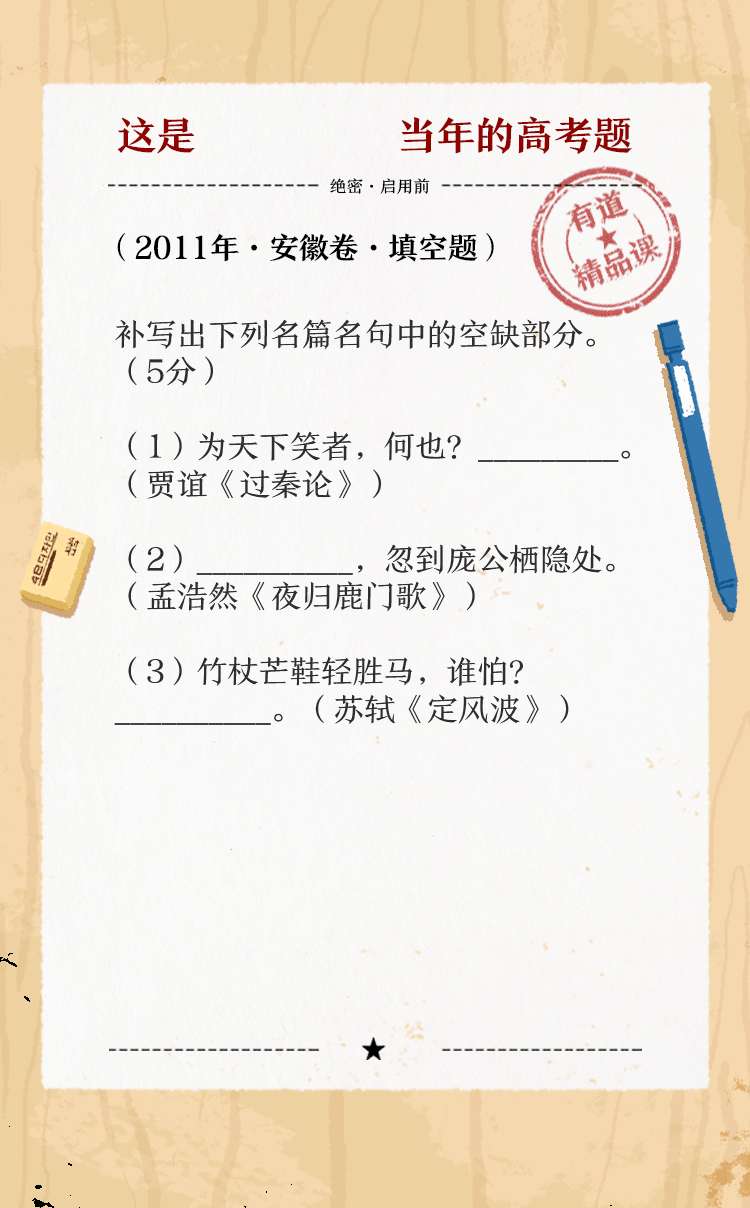 这是 当年的高考题
绝密·启用前
有道
精品课
（2011年·安徽卷·填空题）
补写出下列名篇名句中的空缺部分。
（5分）
（1）为天下笑者，何也？_________。
（贾谊《过秦论》）
（2）__________，忽到庞公栖隐处。
（孟浩然《夜归鹿门歌》）
（3）竹杖芒鞋轻胜马，谁怕？
__________。（苏轼《定风波》）